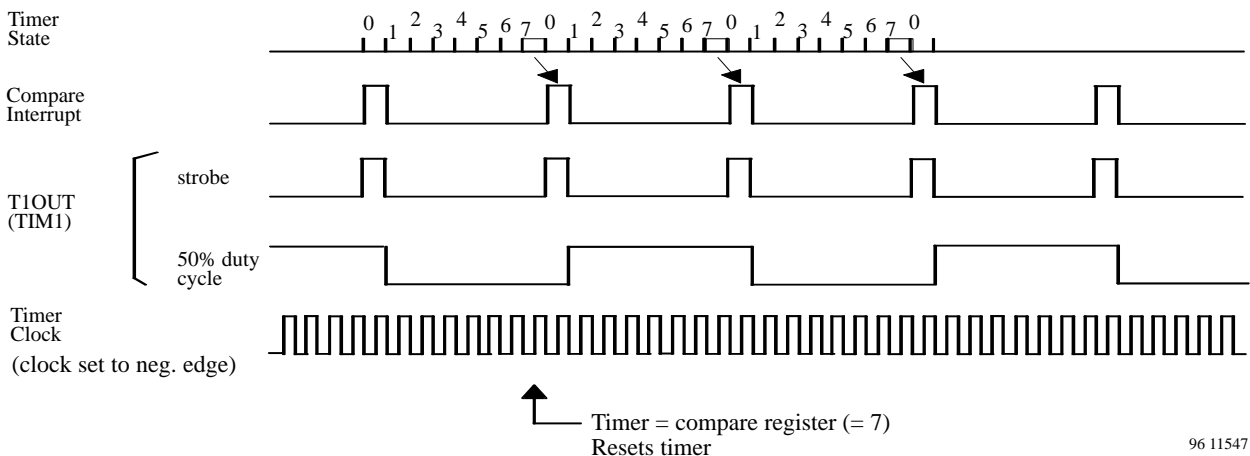 Timer
State
0 1 2 3 4 5 6 7 0 1 2 3 4 5 6 7 0 1 2 3 4 5 6 7 0
Compare
Interrupt
T1OUT
(TIM1)
strobe
50% duty
cycle
Timer
Clock
(clock set to neg. edge)
Timer = compare register (= 7)
Resets timer
96 11547